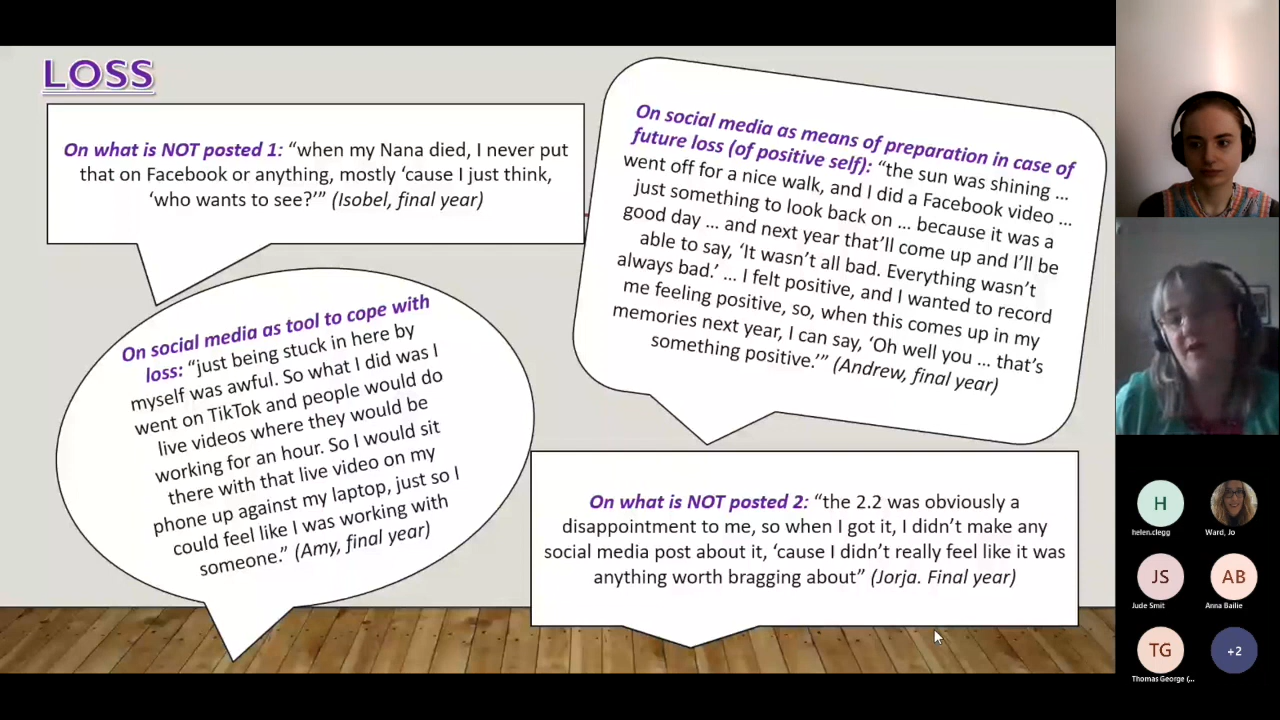 LOSS
On what is NOT posted 1: “when my Nana died, I never put
that on Facebook or anything, mostly ‘cause I just think,
‘who wants to see?’” (Isobel, final year)
On social media as means of preparation in case of
future loss (of positive self): “the sun was shining ...
went off for a nice walk, and I did a Facebook video ...
just something to look back on ... because it was a
good day ... and next year that’ll come up and I’ll be
able to say, ‘It wasn’t all bad. Everything wasn’t
always bad.’ ... I felt positive, and I wanted to record
me feeling positive, so, when this comes up in my
memories next year, I can say, ‘Oh well you ... that’s
something positive.’” (Andrew, final year)
On social media as tool to cope with
loss: “just being stuck in here by
myself was awful. So what I did was I
went on TikTok and people would do
live videos where they would be
working for an hour. So I would sit
there with that live video on my
phone up against my laptop, just so I
could feel like I was working with
someone.” (Amy, final year)
On what is NOT posted 2: “the 2.2 was obviously a
disappointment to me, so when I got it, I didn’t make any
social media post about it, ‘cause I didn’t really feel like it was
anything worth bragging about” (Jorja. Final year)
H
helen.clegg
Ward, Jo
JS
Jude Smit
AB
Anna Bailie
TG
Thomas George (...
+2